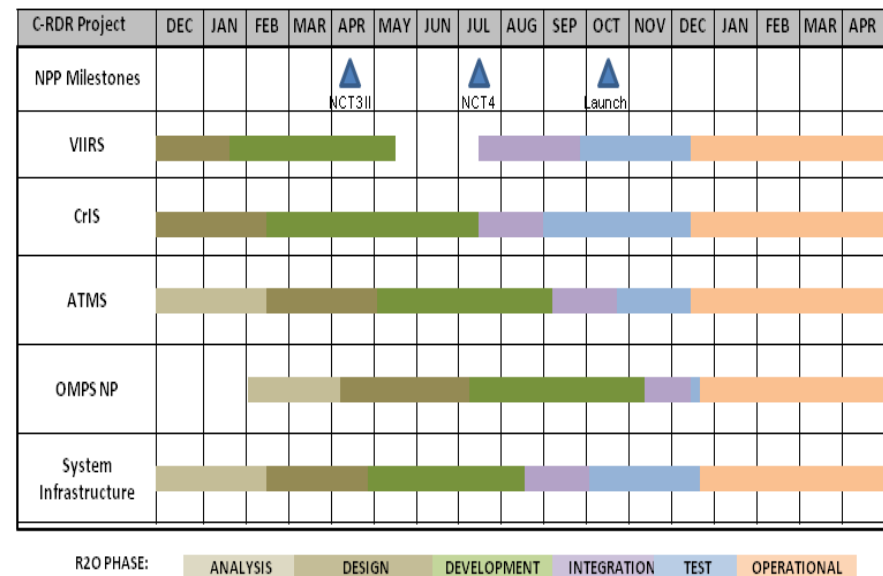 C-RDR Project DEC JAN FEB MAR APR MAY JUN JUL AUG SEP OCT NOV DEC JAN FEB MAR APR
NPP Milestones
NCT3II NCT4 Launch
VIIRS
CrIS
ATMS
OMPS NP
System
Infrastructure
R2O PHASE: ANALYSIS DESIGN DEVELOPMENT INTEGRATION TEST OPERATIONAL